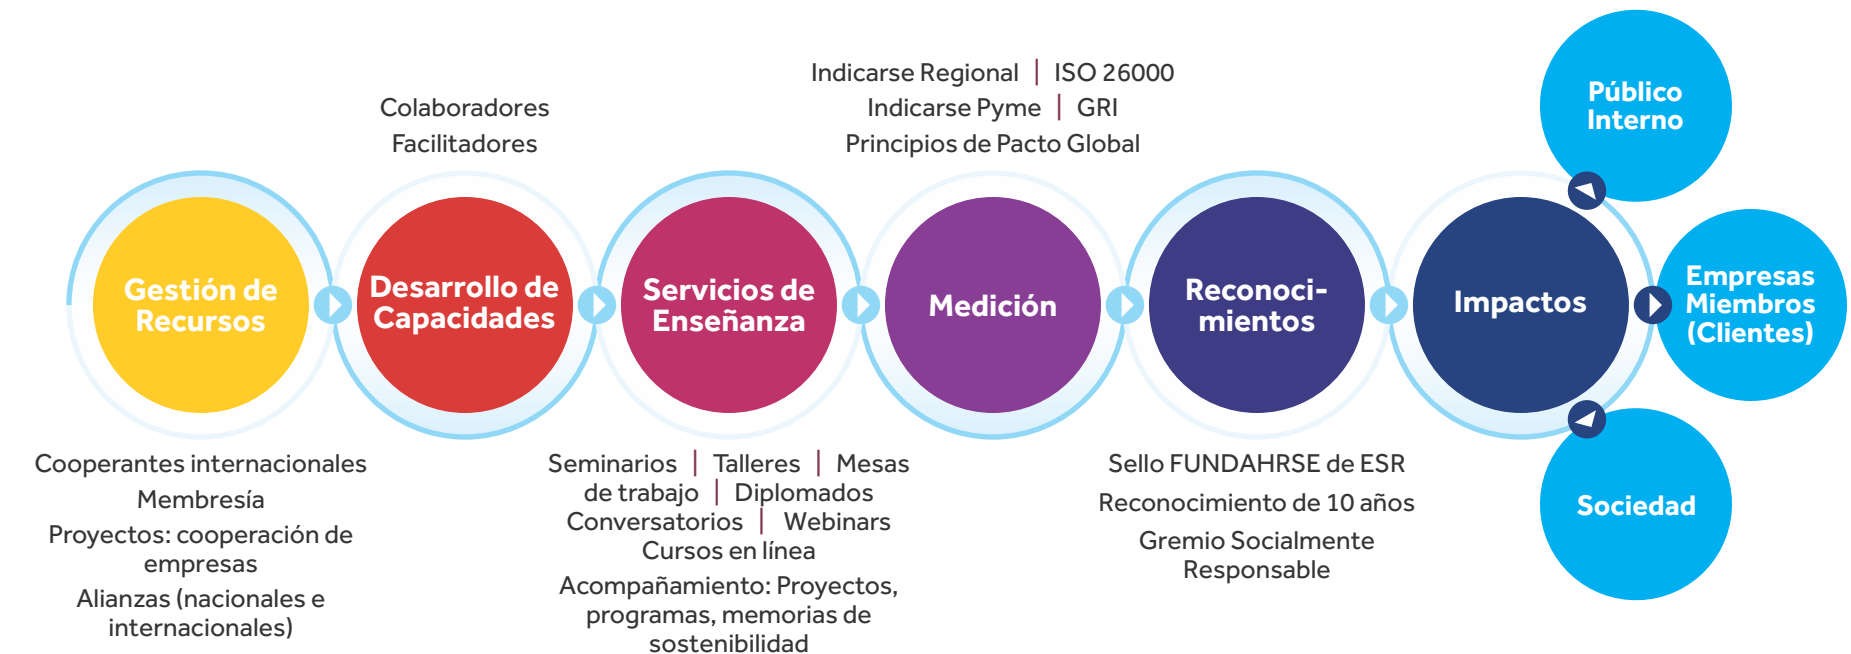 Gestión de
Recursos
Cooperantes internacionales
Membresía
Proyectos: cooperación de
empresas
Alianzas (nacionales e
internacionales)
Colaboradores
Facilitadores
Desarrollo de
Capacidades
Servicios de
Enseñanza
Seminarios | Talleres | Mesas
de trabajo | Diplomados
Conversatorios | Webinars
Cursos en línea
Acompañamiento: Proyectos,
programas, memorias de
sostenibilidad
Indicarse Regional | ISO 26000
Indicarse Pyme | GRI
Principios de Pacto Global
Medición
Reconoci-
mientos
Sello FUNDAHRSE de ESR
Reconocimiento de 10 años
Gremio Socialmente
Responsable
Impactos
Público
Interno
Empresas
Miembros
(Clientes)
Sociedad